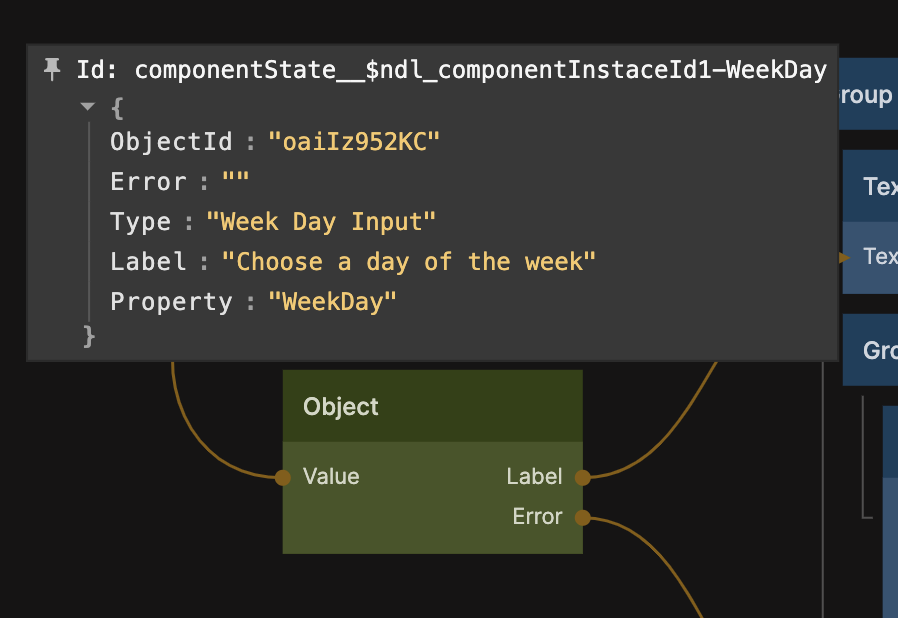 Id: componentState__$ndl_componentInstaceId1-WeekDay
{
ObjectId : "oaiIz952KC"
Error : ""
Type : "Week Day Input"
Label : "Choose a day of the week"
Property : "WeekDay"
}
roup
Tex
Tex
Gro
Object
Value
Label
Error